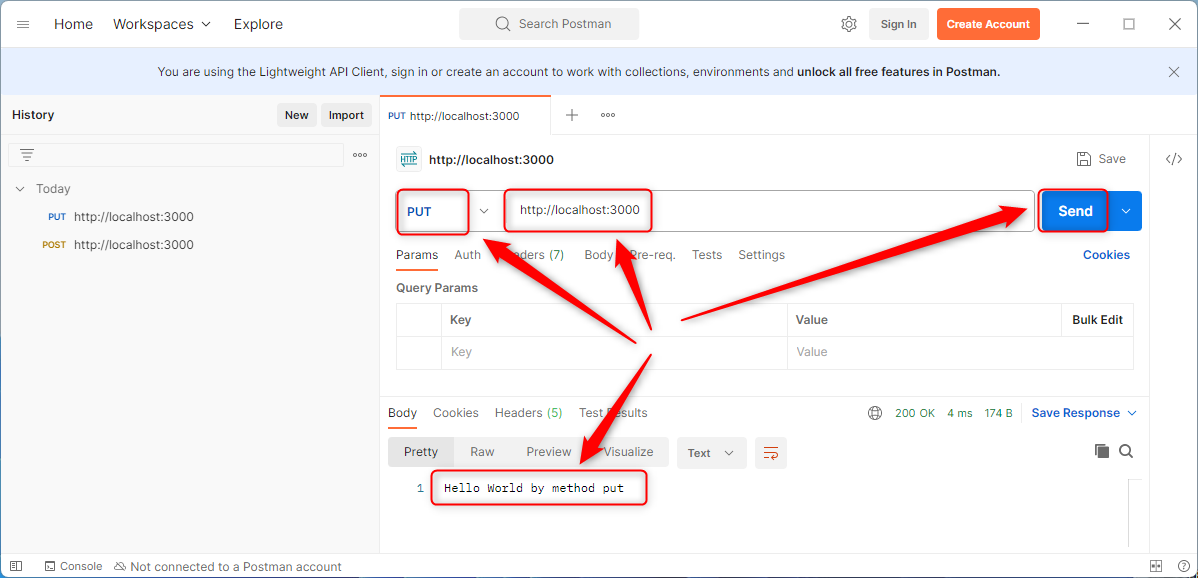 Home Workspaces Explore Search Postman Sign In Create Account
You are using the Lightweight API Client, sign in or create an account to work with collections, environments and unlock all free features in Postman.
History New Import
PUT http://localhost:3000
Today
PUT http://localhost:3000
POST http://localhost:3000
HTTP http://localhost:3000 Save </>
PUT http://localhost:3000 Send
Params Auth Headers (7) Body Pre-req. Tests Settings Cookies
Query Params
Key Value Bulk Edit
Key Value
Body Cookies Headers (5) Test Results 200 OK 4 ms 174 B Save Response
Pretty Raw Preview Visualize Text
1 Hello World by method put
Console Not connected to a Postman account